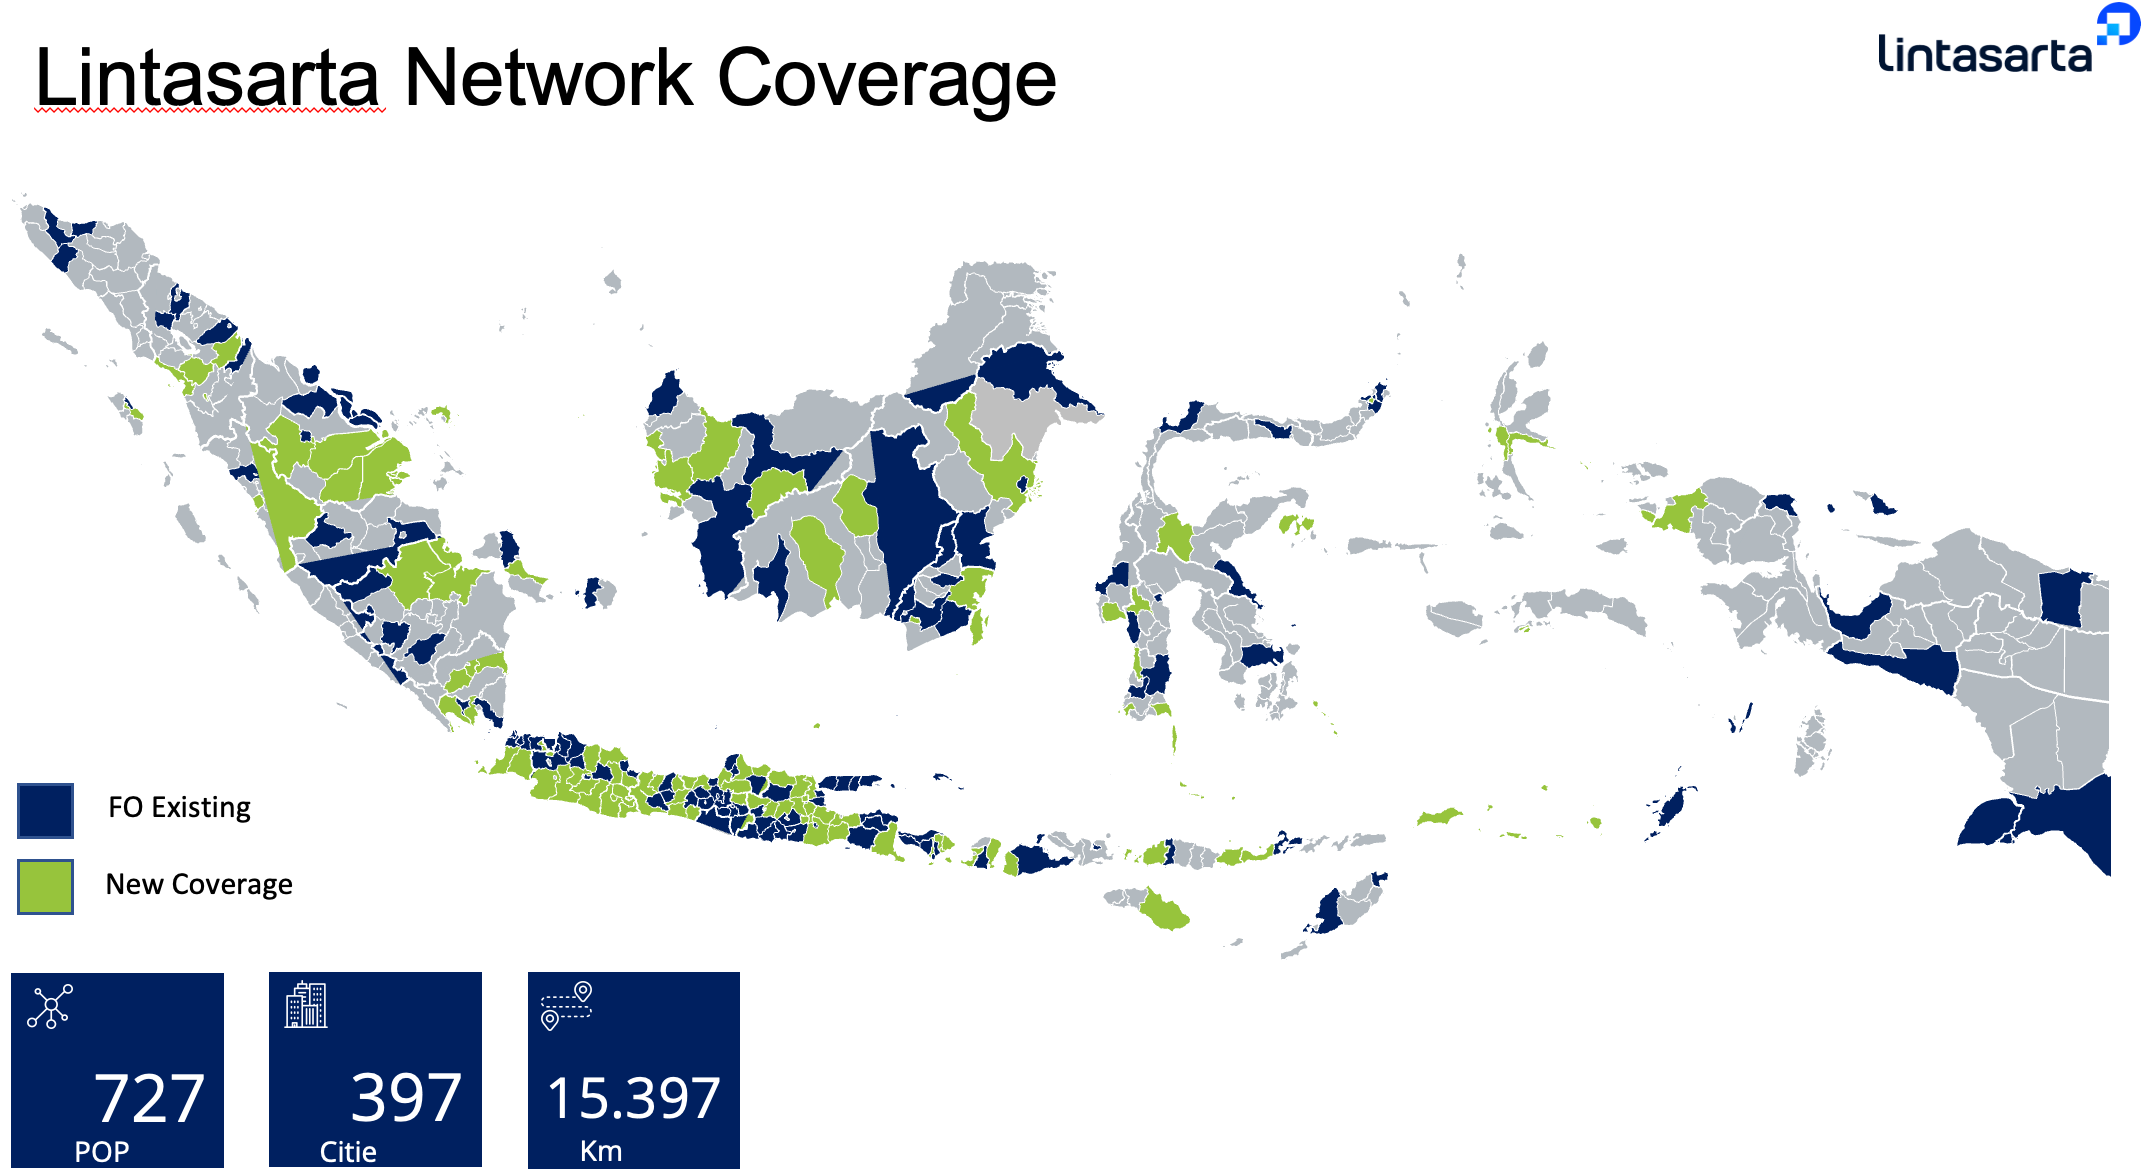 Lintasarta Network Coverage
lintasarta
FO Existing
New Coverage
727
POP
397
Citie
15.397
Km